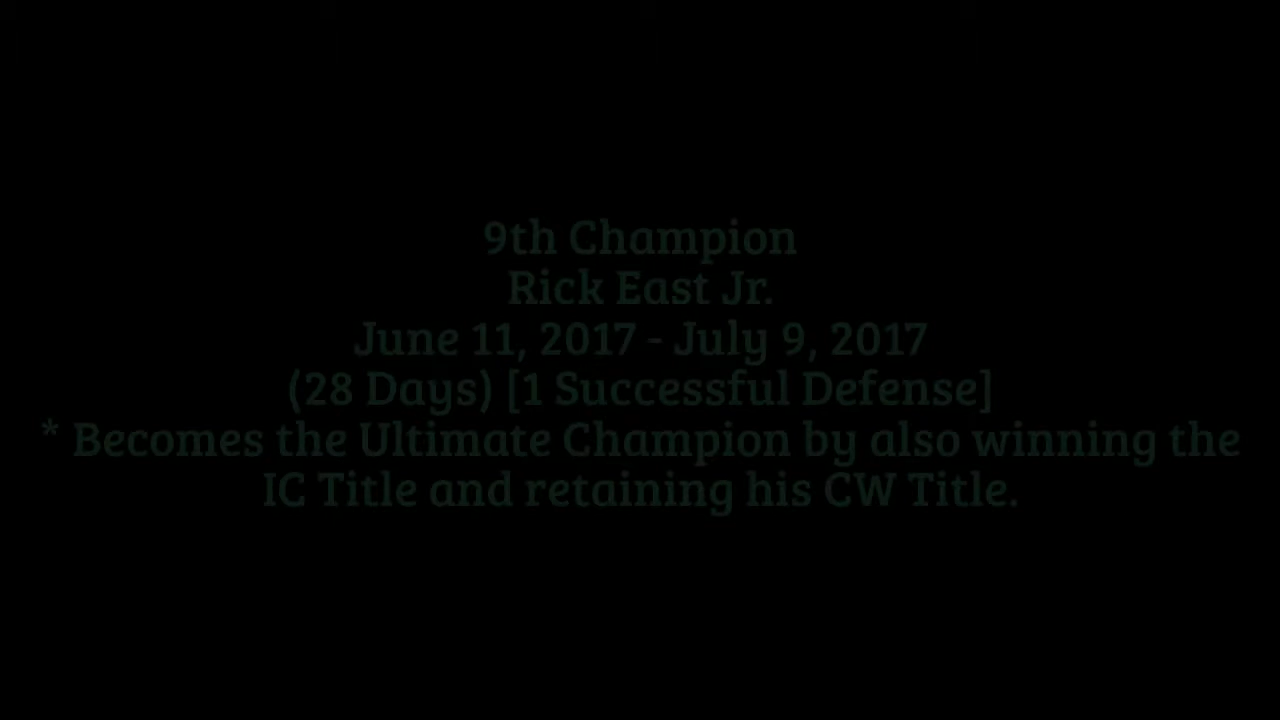 9th Champion
Rick East Jr.
June 11, 2017 - July 9, 2017
(28 Days) [1 Successful Defense]
* Becomes the Ultimate Champion by also winning the
IC Title and retaining his CW Title.